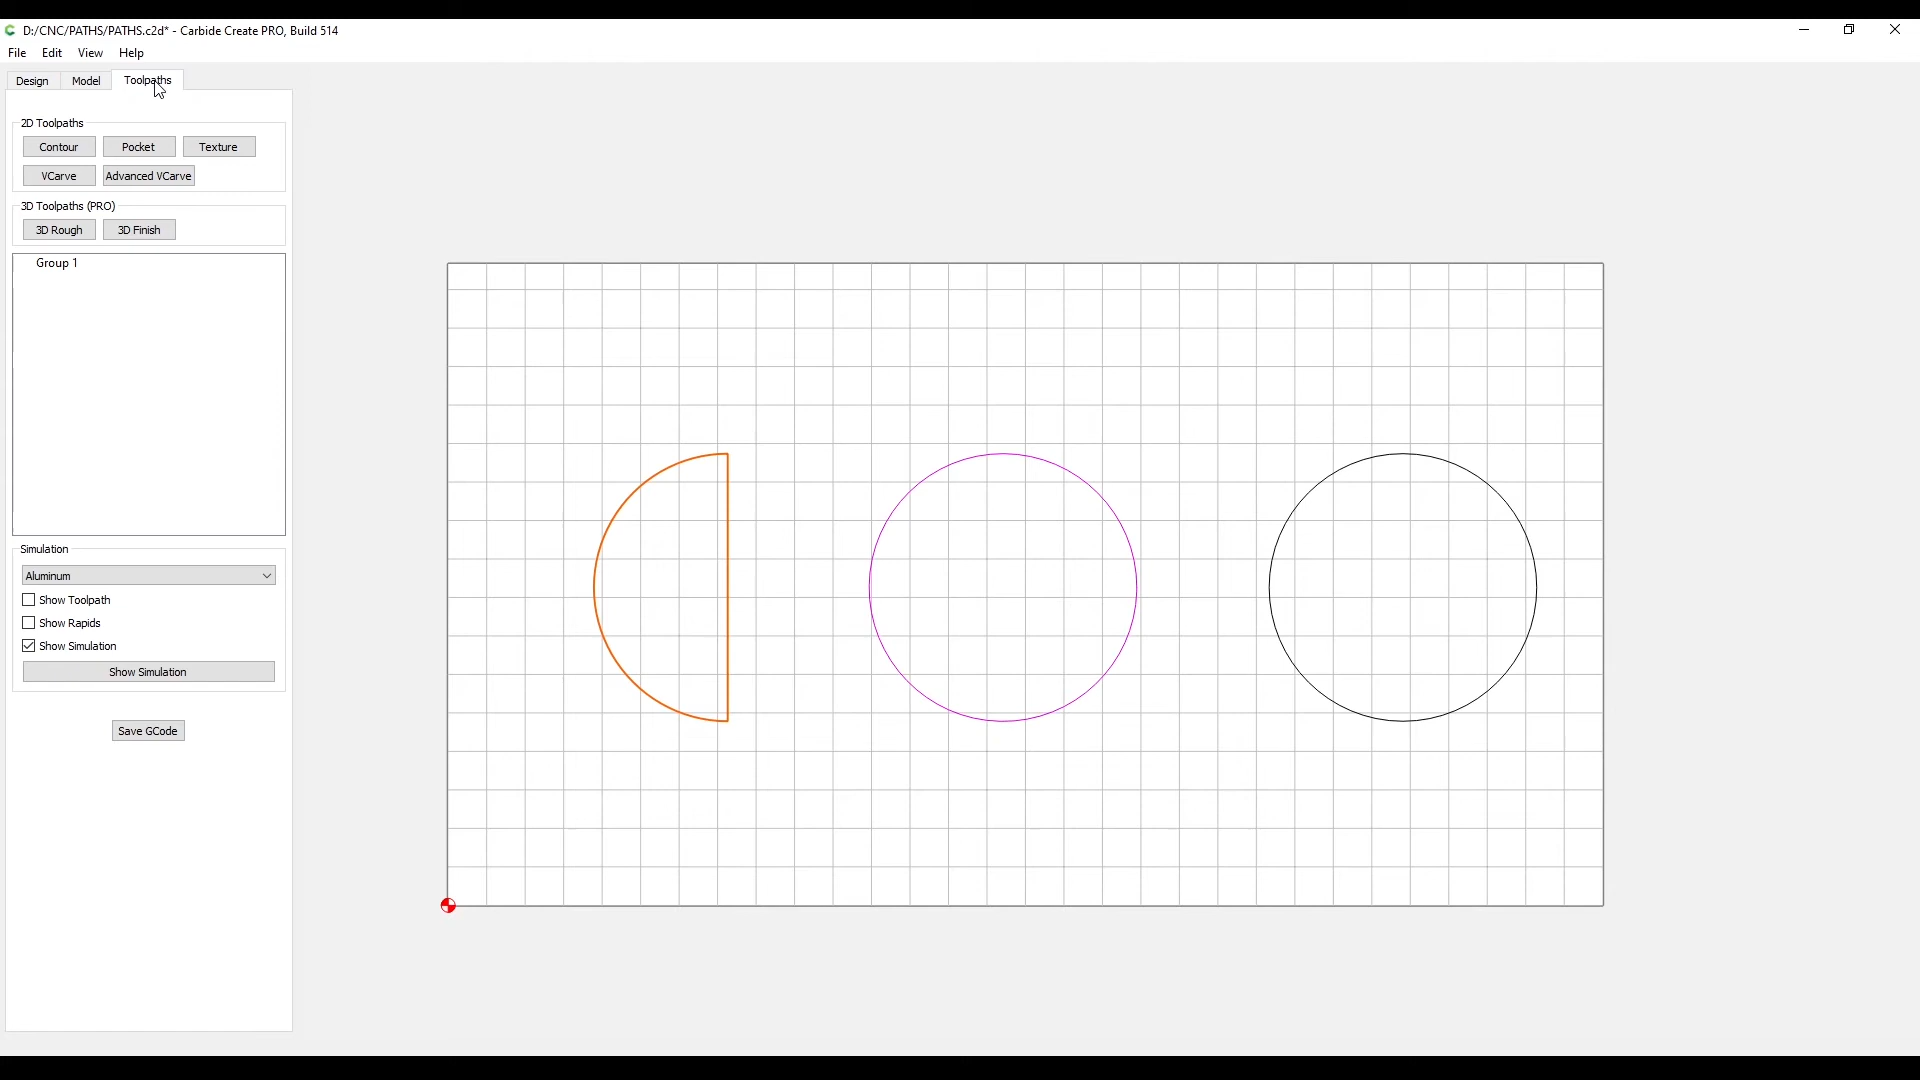 D:/CNC/PATHS/PATHS.c2d* - Carbide Create PRO, Build 514
File Edit View Help
Design Model Toolpaths
2D Toolpaths
Contour Pocket Texture
VCarve Advanced VCarve
3D Toolpaths (PRO)
3D Rough 3D Finish
Group 1
Simulation
Aluminum
Show Toolpath
Show Rapids
Show Simulation
Show Simulation
Save GCode